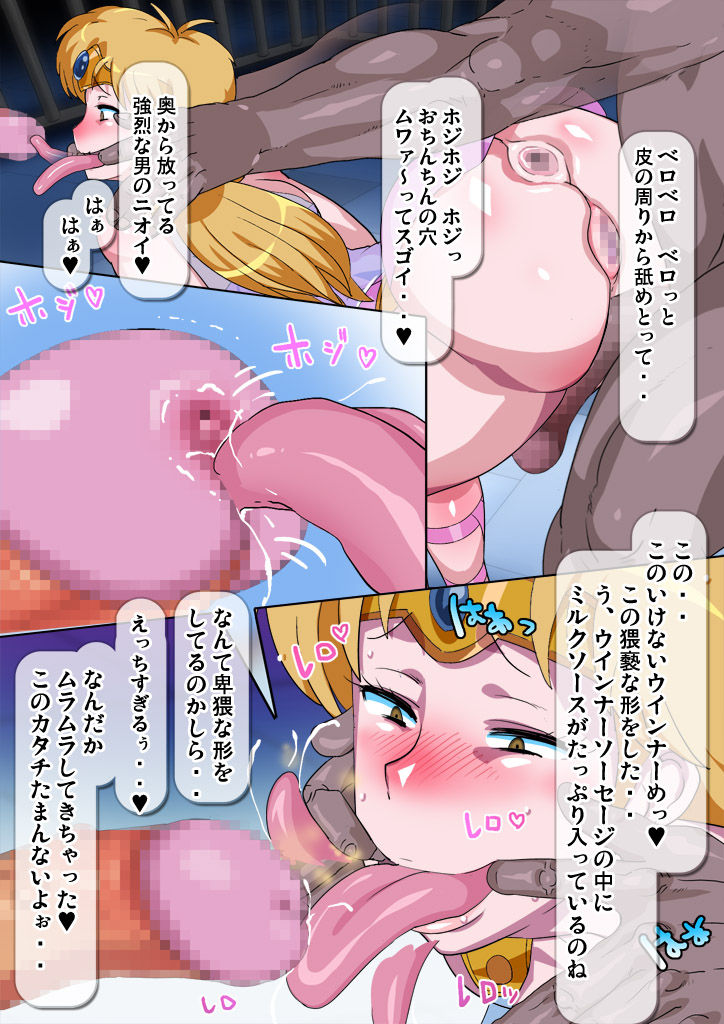 ベロベロ　ベロっと
皮の周りから舐めとって・・
ホジホジ　ホジっ
おちんちんの穴
ムワァ～ってスゴイ・・♥
奥から放ってる
強烈な男のニオイ♥
はぁ
はぁ♥
ホジ♡
ホジ♡
この・・
このいけないウインナーめっ♥
この猥褻な形をした・・
う、ウインナーソーセージの中に
ミルクソースがたっぷり入っているのね
はあっ
レロ♡
なんて卑猥な形を
してるのかしら・・
えっちすぎるぅ・・♥
なんだか
ムラムラしてきちゃった♥
このカタチたまんないよぉ・・
レロ♡
はぁはぁ
レロッ
レロ